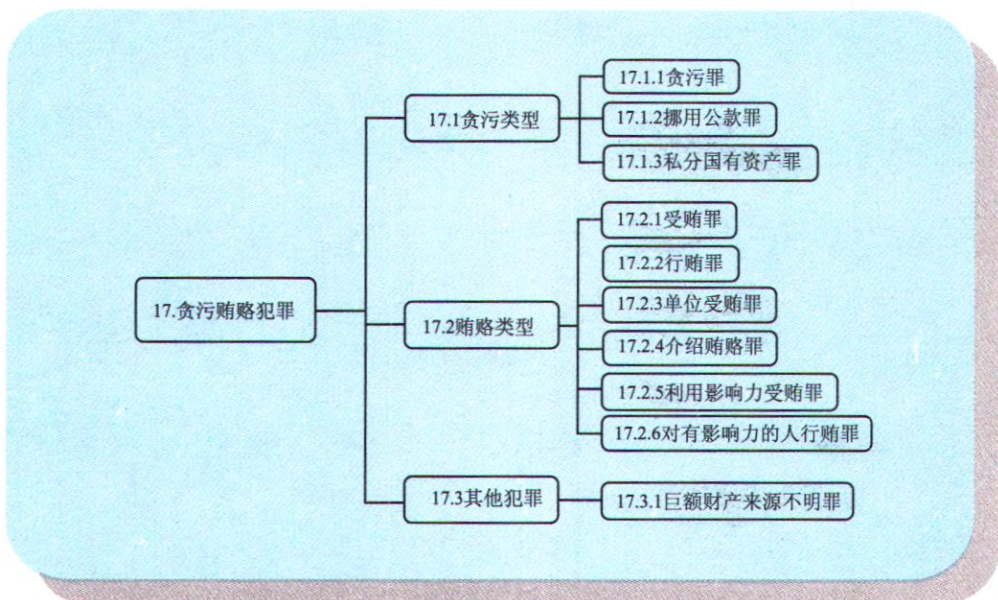 17.贪污贿赂犯罪
17.1贪污类型
17.1.1贪污罪
17.1.2挪用公款罪
17.1.3私分国有资产罪
17.2贿赂类型
17.2.1受贿罪
17.2.2行贿罪
17.2.3单位受贿罪
17.2.4介绍贿赂罪
17.2.5利用影响力受贿罪
17.2.6对有影响力的人行贿罪
17.3其他犯罪
17.3.1巨额财产来源不明罪